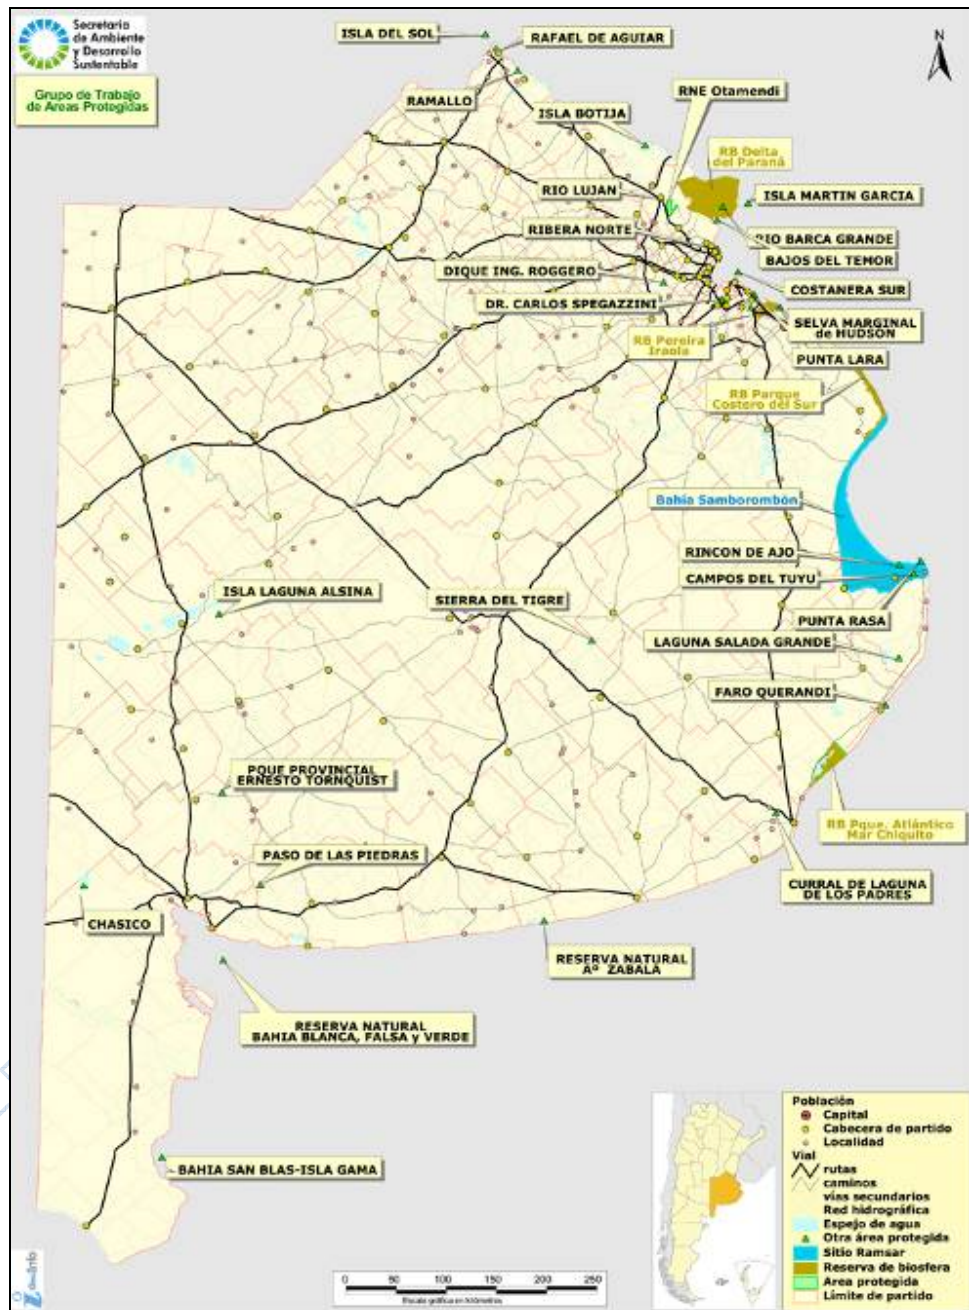 Secretaría
de Ambiente
y Desarrollo
Sustentable
Grupo de Trabajo
de Areas Protegidas
N
ISLA DEL SOL
RAFAEL DE AGUIAR
RAMALLO
RNE Otamendi
ISLA BOTIJA
RB Delta
del Paraná
RIO LUJAN
ISLA MARTIN GARCIA
RIBERA NORTE
RIO BARCA GRANDE
BAJOS DEL TEMOR
DIQUE ING. ROGGERO
COSTANERA SUR
DR. CARLOS SPEGAZZINI
SELVA MARGINAL
de HUDSON
RB Pereira
Iraola
PUNTA LARA
RB Parque
Costero del Sur
Bahía Samborombón
RINCON DE AJO
CAMPOS DEL TUYU
ISLA LAGUNA ALSINA
SIERRA DEL TIGRE
PUNTA RASA
LAGUNA SALADA GRANDE
FARO QUERANDI
PQUE PROVINCIAL
ERNESTO TORNQUIST
RB Pque. Atlántico
Mar Chiquito
PASO DE LAS PIEDRAS
CURRAL DE LAGUNA
DE LOS PADRES
CHASICO
RESERVA NATURAL
Aº ZABALA
RESERVA NATURAL
BAHIA BLANCA, FALSA y VERDE
BAHIA SAN BLAS-ISLA GAMA
Población
Capital
Cabecera de partido
Localidad
Vial
rutas
caminos
vías secundarios
Red hidrográfica
Espejo de agua
Otra área protegida
Sitio Ramsar
Reserva de biosfera
Area protegida
Límite de partido
0 50 100 150 200 250
Escala gráfica en kilómetros